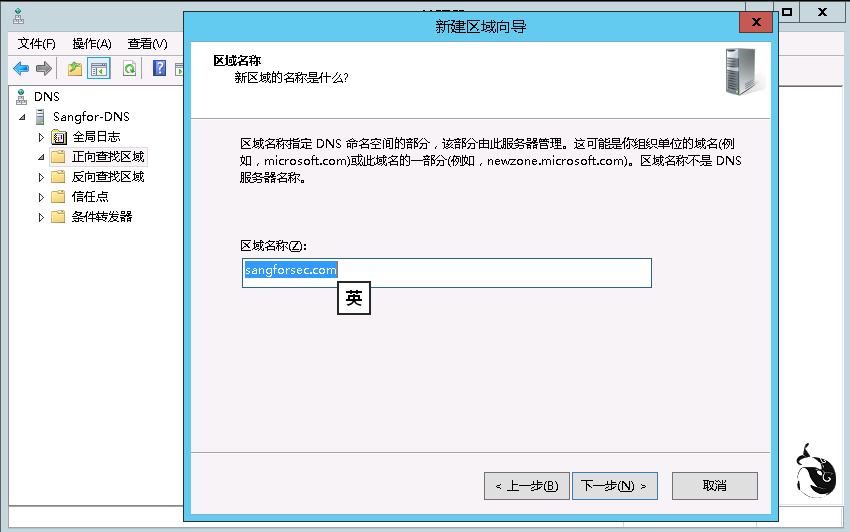 新建区域向导
x
x
文件(F) 操作(A) 查看(V)
DNS
Sangfor-DNS
全局日志
正向查找区域
反向查找区域
信任点
条件转发器
区域名称
新区域的名称是什么?
区域名称指定 DNS 命名空间的部分，该部分由此服务器管理。这可能是你组织单位的域名(例
如，microsoft.com)或此域名的一部分(例如，newzone.microsoft.com)。区域名称不是 DNS
服务器名称。
区域名称(Z):
sangforsec.com
英
< 上一步(B)
下一步(N) >
取消